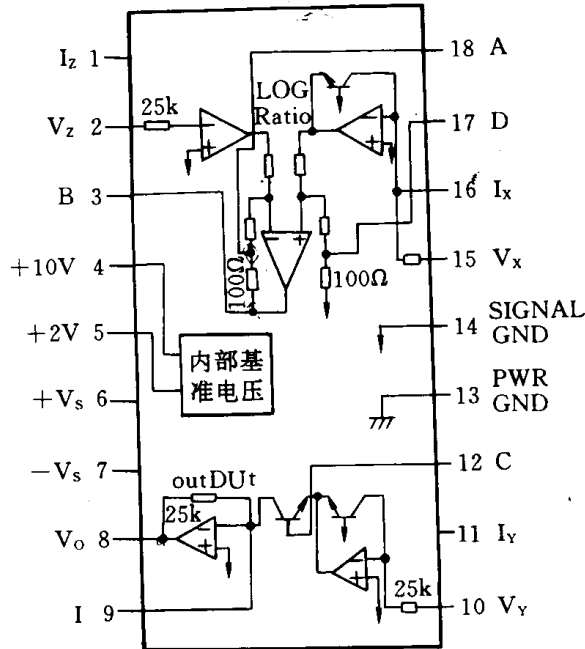 I_Z 1
V_Z 2
B 3
+10V 4
+2V 5
+V_S 6
-V_S 7
V_O 8
I 9
25k
LOG
Ratio
100Ω
100Ω
内部基
准电压
outDUt
25k
25k
18 A
17 D
16 I_X
15 V_X
14 SIGNAL
GND
13 PWR
GND
12 C
11 I_Y
10 V_Y